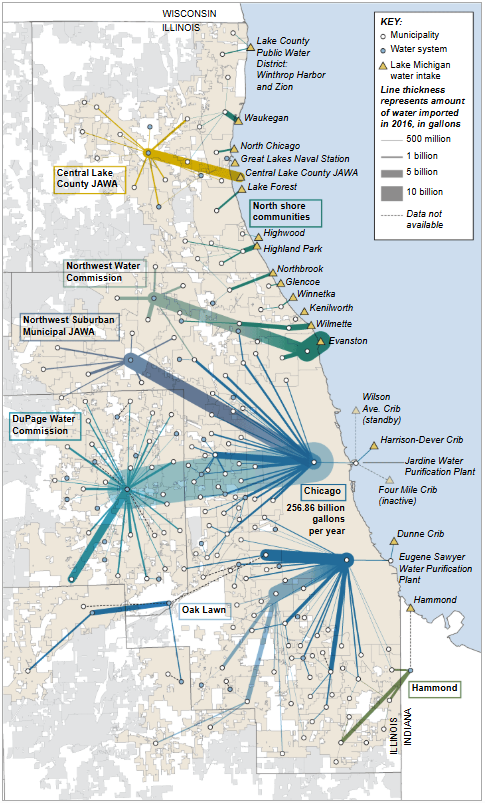 WISCONSIN
ILLINOIS
KEY:
Municipality
Water system
Lake Michigan
water intake
Line thickness
represents amount
of water imported
in 2016, in gallons
500 million
1 billion
5 billion
10 billion
Data not
available
Lake County
Public Water
District:
Winthrop Harbor
and Zion
Waukegan
North Chicago
Great Lakes Naval Station
Central Lake County JAWA
Lake Forest
Central Lake
County JAWA
North shore
communities
Highwood
Highland Park
Northwest Water
Commission
Northbrook
Glencoe
Winnetka
Kenilworth
Wilmette
Evanston
Northwest Suburban
Municipal JAWA
Wilson
Ave. Crib
(standby)
DuPage Water
Commission
Harrison-Dever Crib
Jardine Water
Purification Plant
Chicago
256.86 billion
gallons
per year
Four Mile Crib
(inactive)
Dunne Crib
Eugene Sawyer
Water Purification
Plant
Oak Lawn
Hammond
Hammond
ILLINOIS
INDIANA